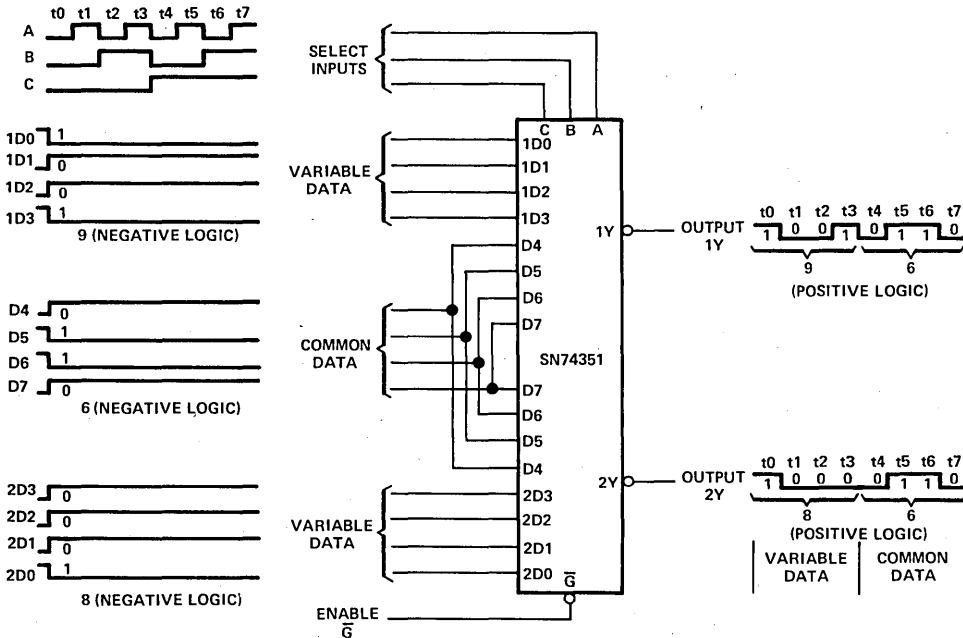 t0 t1 t2 t3 t4 t5 t6 t7
A
B
C
1D0 1
1D1 0
1D2 0
1D3 1
9 (NEGATIVE LOGIC)
D4 0
D5 1
D6 1
D7 0
6 (NEGATIVE LOGIC)
2D3 0
2D2 0
2D1 0
2D0 1
8 (NEGATIVE LOGIC)
SELECT
INPUTS
VARIABLE
DATA
COMMON
DATA
VARIABLE
DATA
ENABLE
G̅
C B A
1D0
1D1
1D2
1D3
D4
D5
D6
D7
SN74351
D7
D6
D5
D4
2D3
2D2
2D1
2D0
G̅
1Y
2Y
OUTPUT
1Y
t0 t1 t2 t3 t4 t5 t6 t7
1 0 0 1 0 1 1 0
9 6
(POSITIVE LOGIC)
OUTPUT
2Y
t0 t1 t2 t3 t4 t5 t6 t7
1 0 0 0 0 1 1 0
8 6
(POSITIVE LOGIC)
VARIABLE
DATA
COMMON
DATA